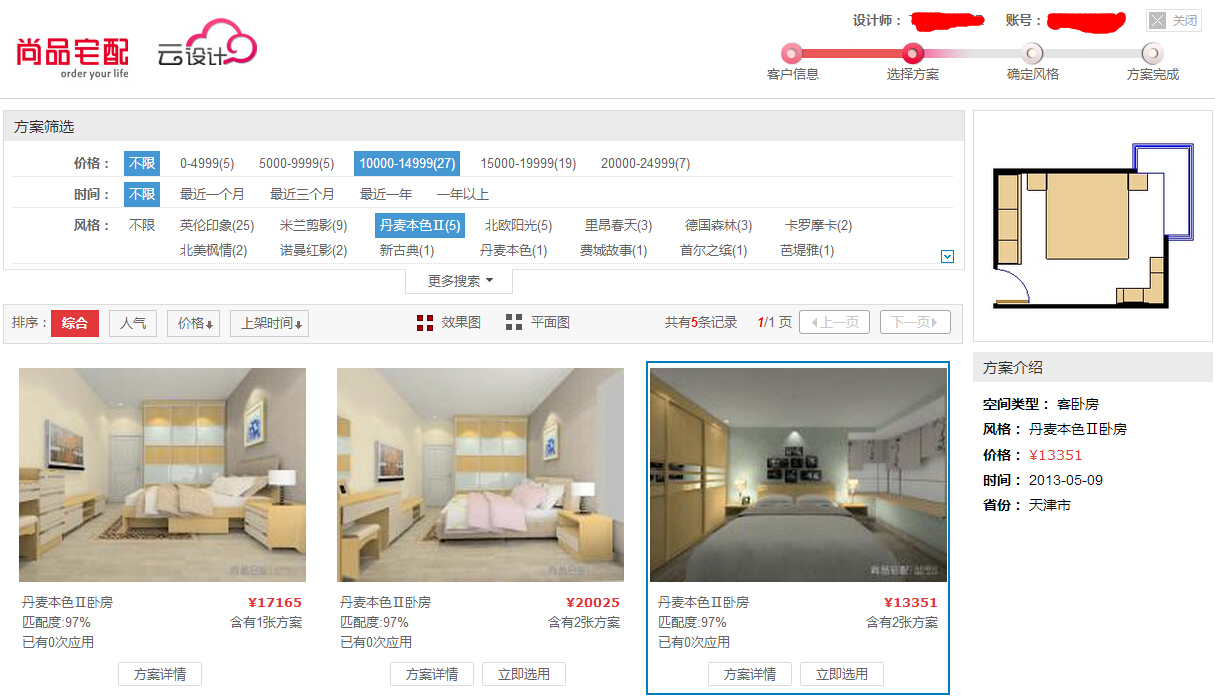 设计师： 账号： 关闭
尚品宅配 云设计
order your life
客户信息 选择方案 确定风格 方案完成
方案筛选
价格： 不限 0-4999(5) 5000-9999(5) 10000-14999(27) 15000-19999(19) 20000-24999(7)
时间： 不限 最近一个月 最近三个月 最近一年 一年以上
风格： 不限 英伦印象(25) 米兰剪影(9) 丹麦本色Ⅱ(5) 北欧阳光(5) 里昂春天(3) 德国森林(3) 卡罗摩卡(2)
北美枫情(2) 诺曼红影(2) 新古典(1) 丹麦本色(1) 费城故事(1) 首尔之缤(1) 芭堤雅(1)
更多搜索
排序： 综合 人气 价格 上架时间 效果图 平面图 共有5条记录 1/1 页 上一页 下一页
尚品宅配 尚品宅配 尚品宅配
丹麦本色Ⅱ卧房 ¥17165
匹配度:97% 含有1张方案
已有0次应用
方案详情
丹麦本色Ⅱ卧房 ¥20025
匹配度:97% 含有2张方案
已有0次应用
方案详情 立即选用
丹麦本色Ⅱ卧房 ¥13351
匹配度:97% 含有2张方案
已有0次应用
方案详情 立即选用
方案介绍
空间类型： 客卧房
风格： 丹麦本色Ⅱ卧房
价格： ¥13351
时间： 2013-05-09
省份： 天津市